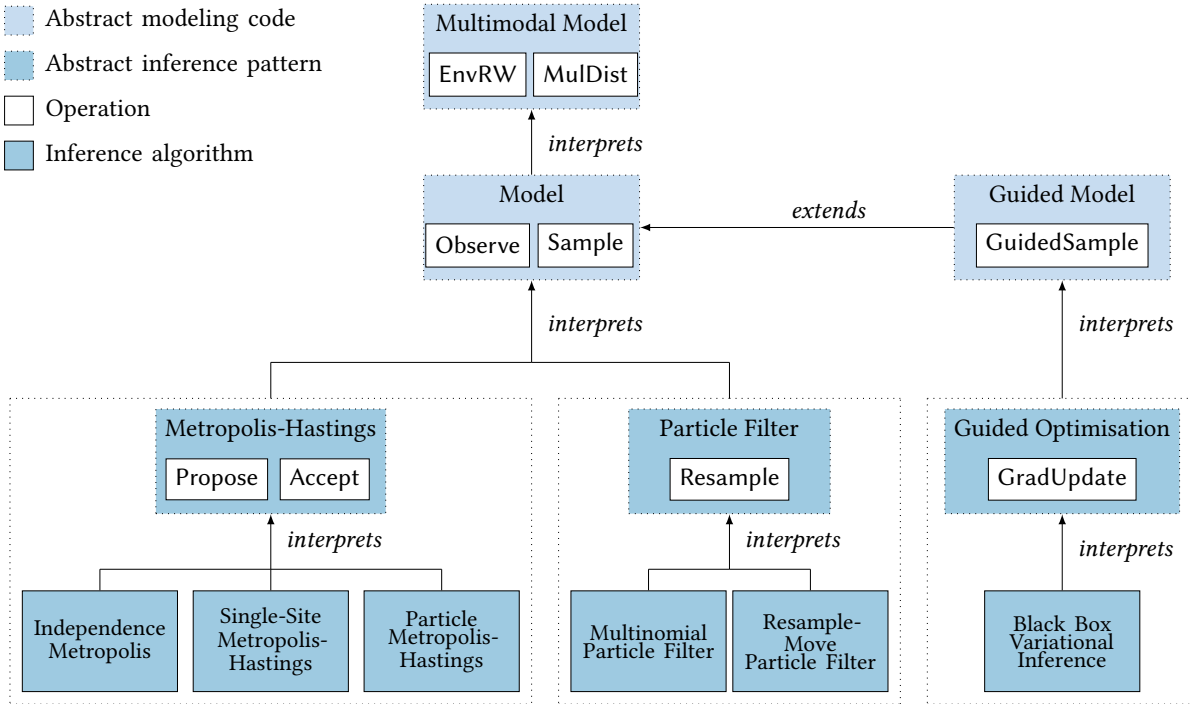 Abstract modeling code
Abstract inference pattern
Operation
Inference algorithm
Multimodal Model
EnvRW
MulDist
interprets
Model
Observe
Sample
extends
Guided Model
GuidedSample
interprets
interprets
Metropolis-Hastings
Propose
Accept
interprets
Independence
Metropolis
Single-Site
Metropolis-
Hastings
Particle
Metropolis-
Hastings
Particle Filter
Resample
interprets
Multinomial
Particle Filter
Resample-
Move
Particle Filter
Guided Optimisation
GradUpdate
interprets
Black Box
Variational
Inference